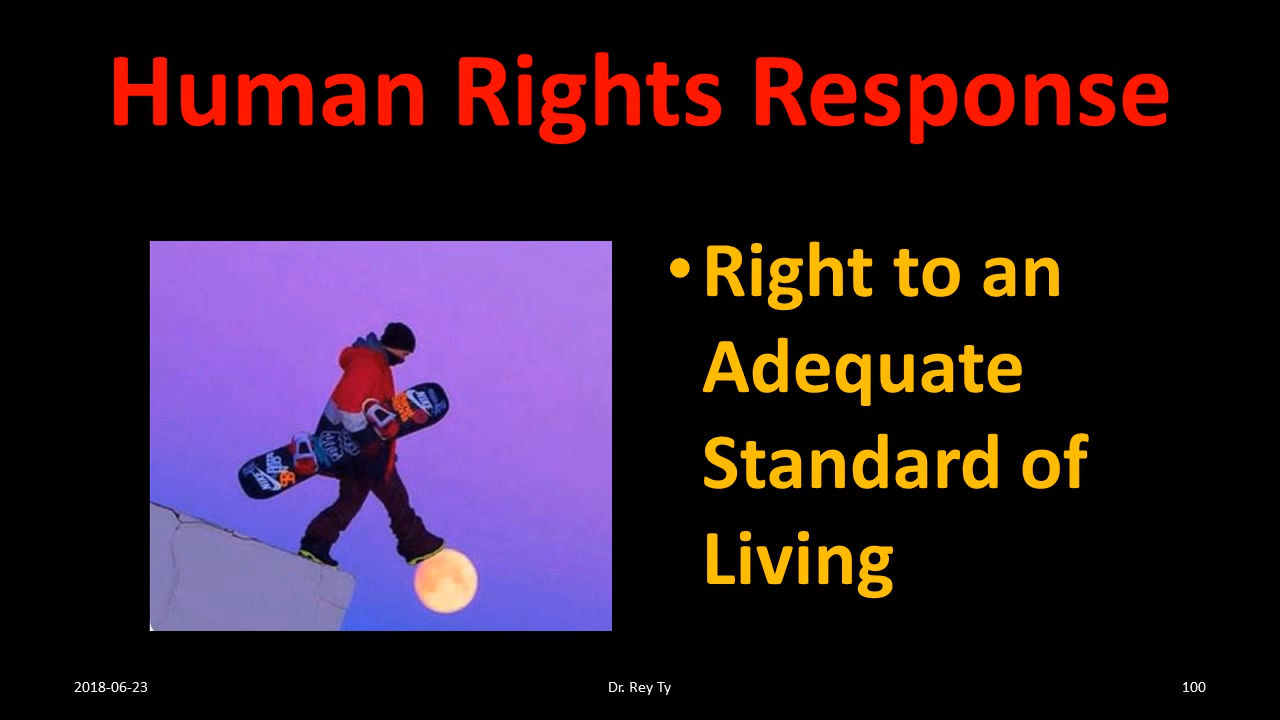 Human Rights Response
• Right to an
Adequate
Standard of
Living
2018-06-23
Dr. Rey Ty
100